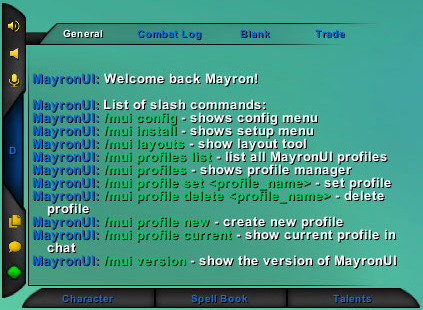 General Combat Log Blank Trade
MayronUI: Welcome back Mayron!
MayronUI: List of slash commands:
MayronUI: /mui config - shows config menu
MayronUI: /mui install - shows setup menu
MayronUI: /mui layouts - show layout tool
MayronUI: /mui profiles list - list all MayronUI profiles
MayronUI: /mui profiles - shows profile manager
MayronUI: /mui profile set <profile_name> - set profile
MayronUI: /mui profile delete <profile_name> - delete
profile
MayronUI: /mui profile new - create new profile
MayronUI: /mui profile current - show current profile in
chat
MayronUI: /mui version - show the version of MayronUI
D
Character Spell Book Talents